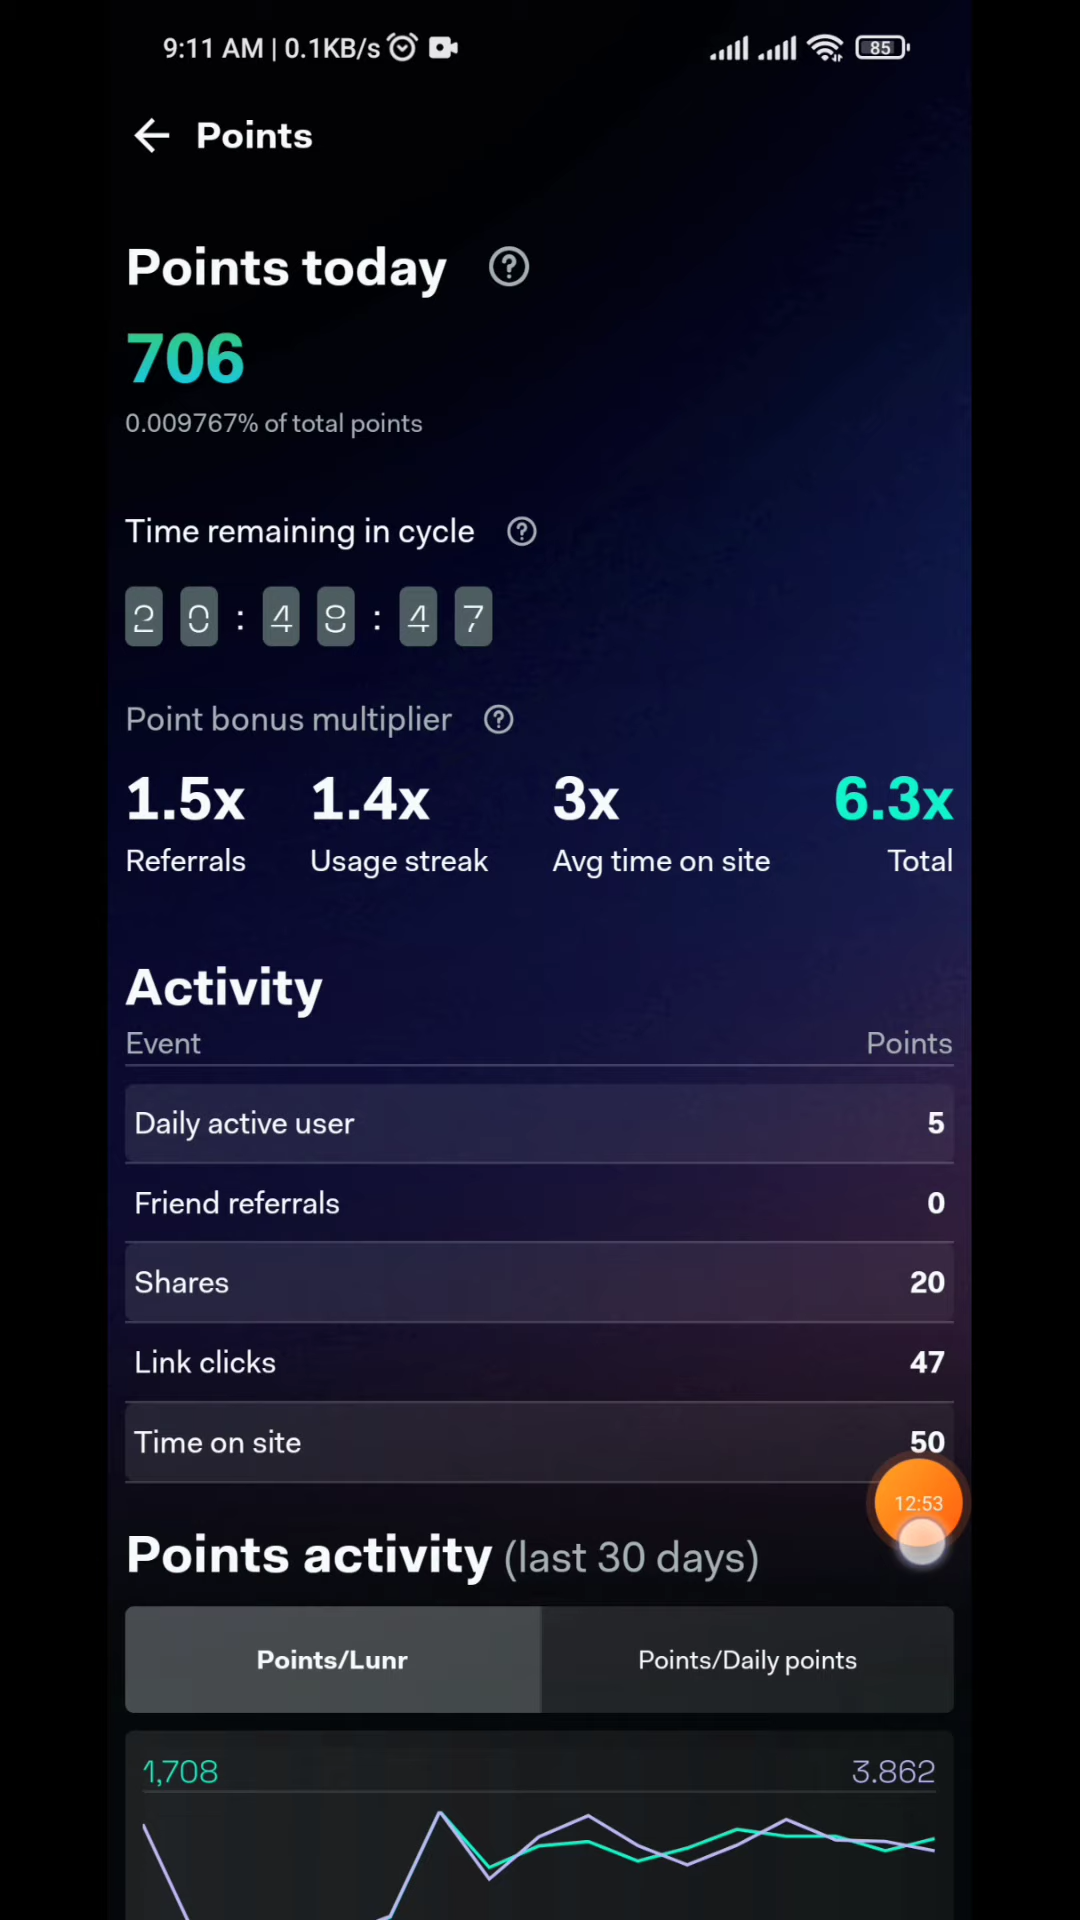 9:11 AM | 0.1KB/s
85
Points
Points today
706
0.009767% of total points
Time remaining in cycle
20:48:47
Point bonus multiplier
1.5x 1.4x 3x 6.3x
Referrals Usage streak Avg time on site Total
Activity
Event Points
Daily active user 5
Friend referrals 0
Shares 20
Link clicks 47
Time on site 50
12:53
Points activity (last 30 days)
Points/Lunr Points/Daily points
1,708 3.862